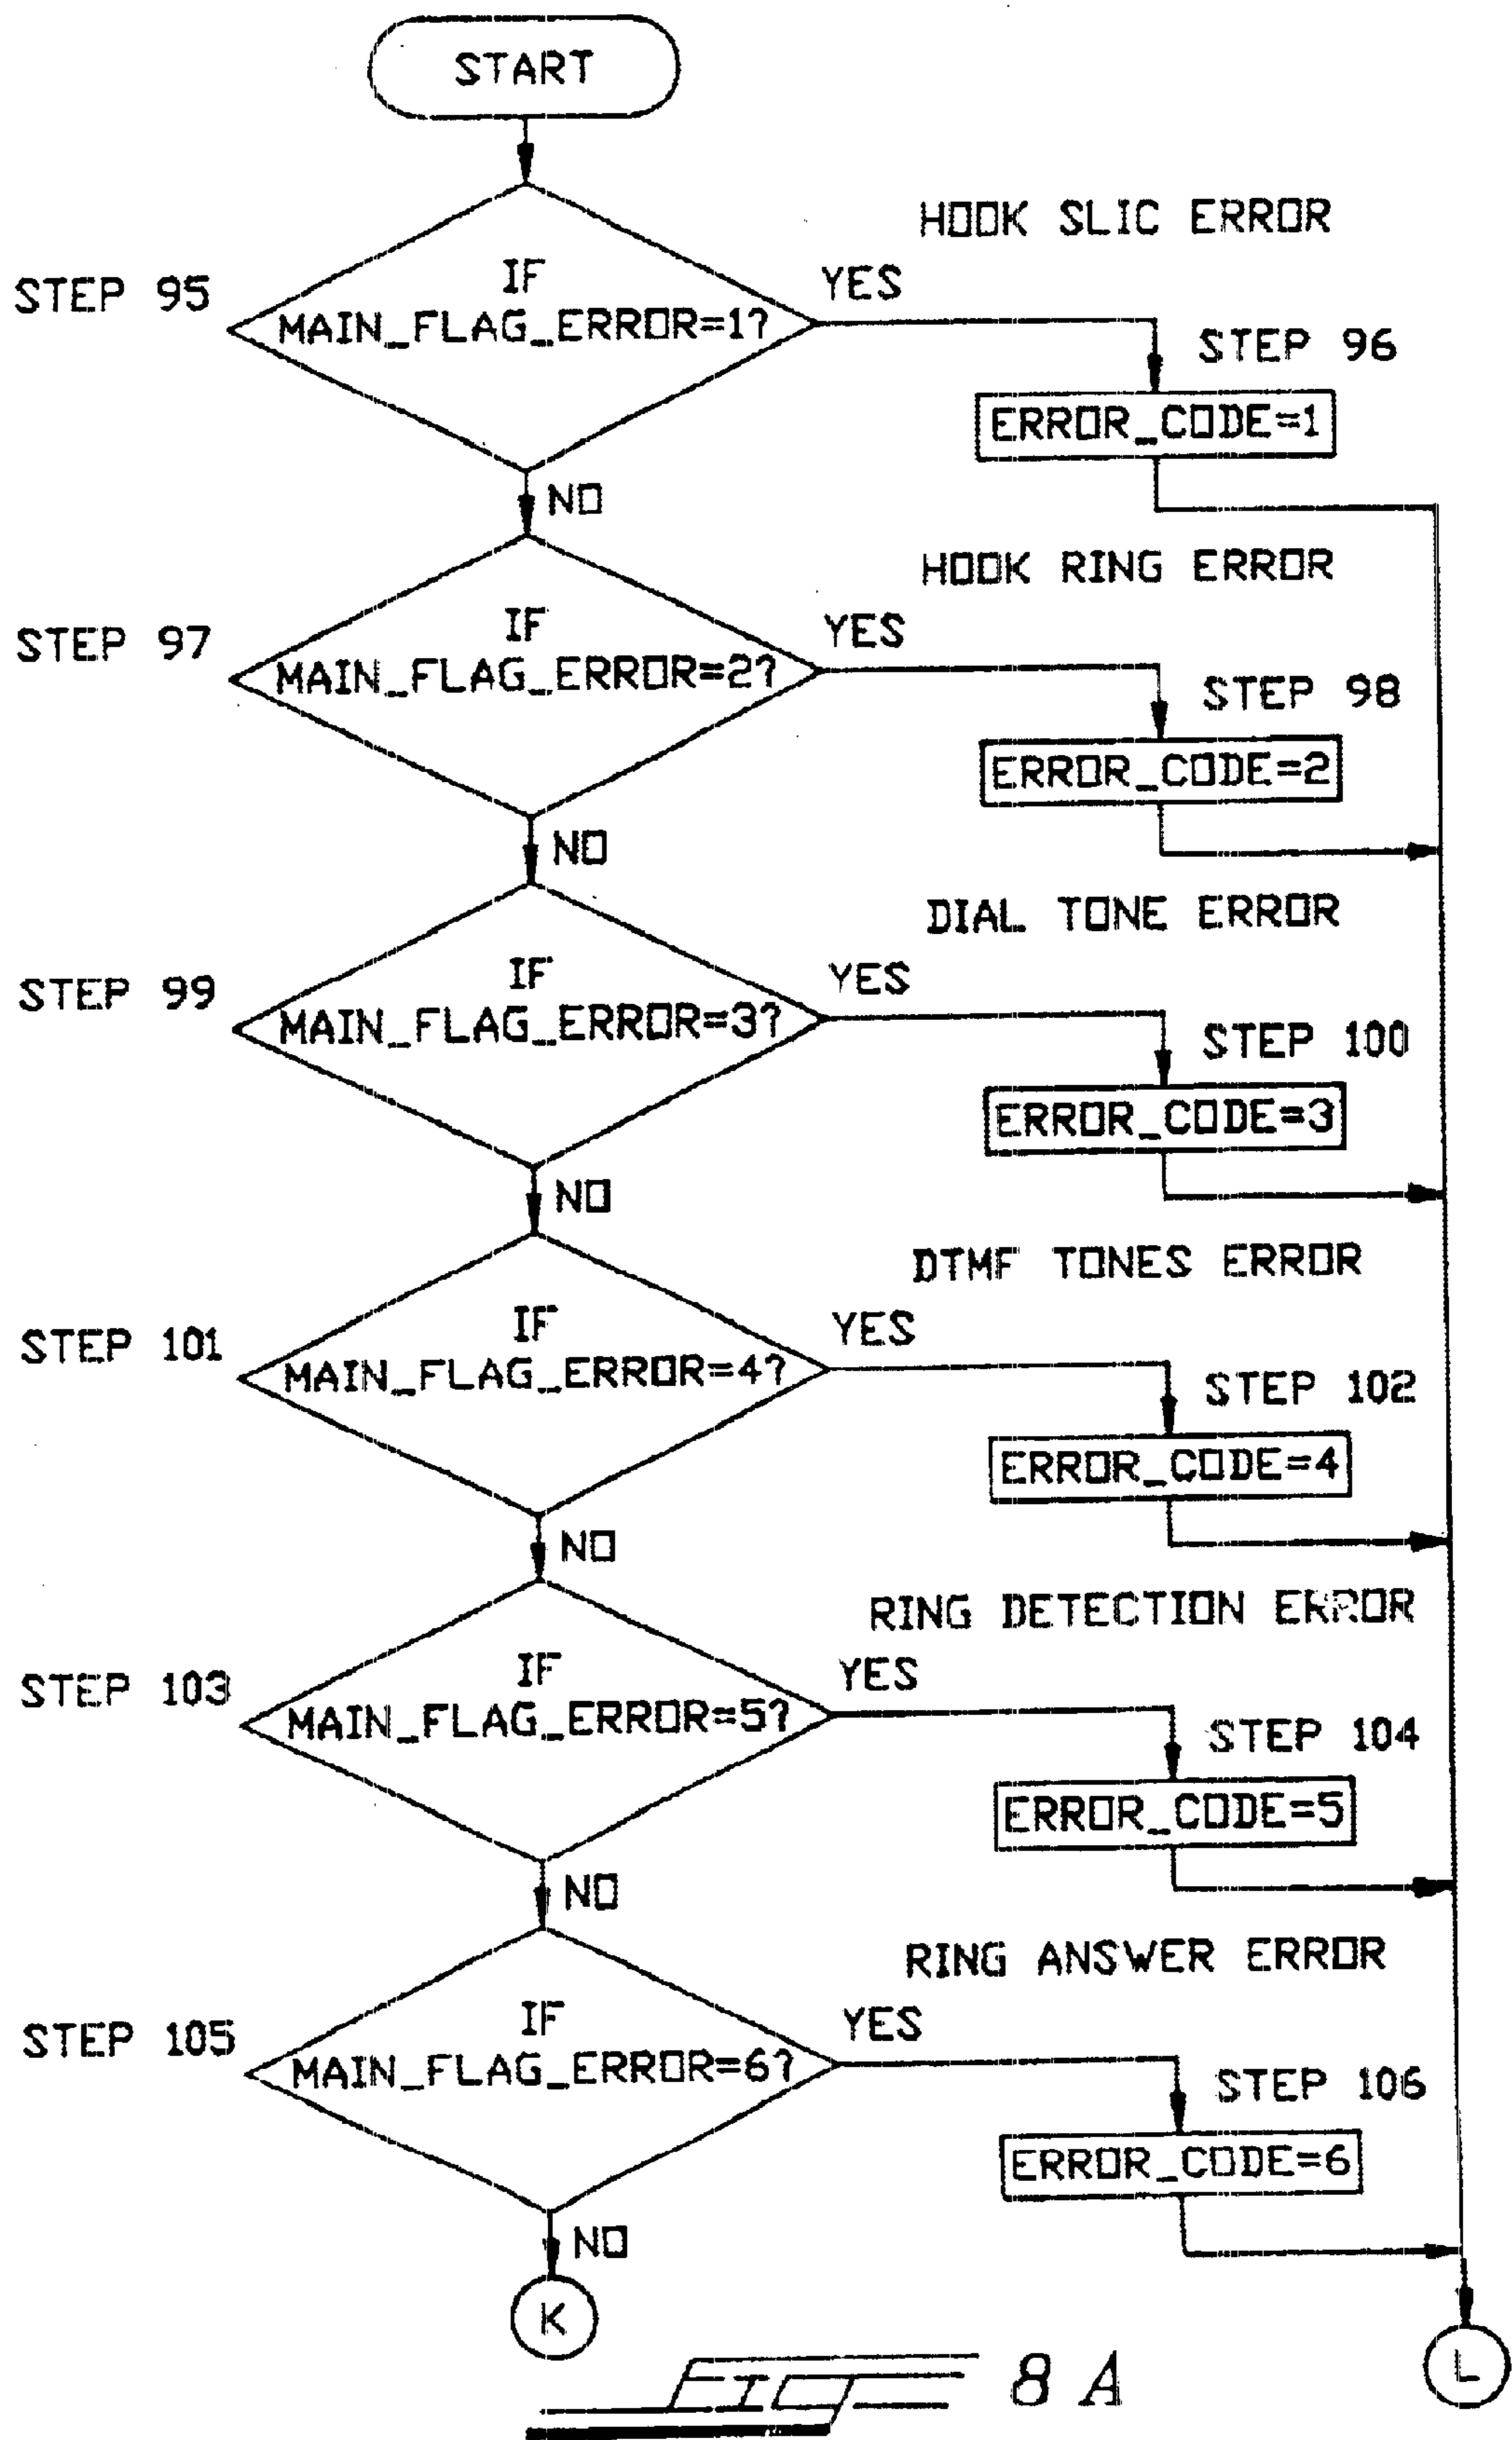 START
HOOK SLIC ERROR
STEP 95
IF
MAIN_FLAG_ERROR=1?
YES
STEP 96
ERROR_CODE=1
NO
HOOK RING ERROR
STEP 97
IF
MAIN_FLAG_ERROR=2?
YES
STEP 98
ERROR_CODE=2
NO
DIAL TONE ERROR
STEP 99
IF
MAIN_FLAG_ERROR=3?
YES
STEP 100
ERROR_CODE=3
NO
DTMF TONES ERROR
STEP 101
IF
MAIN_FLAG_ERROR=4?
YES
STEP 102
ERROR_CODE=4
NO
RING DETECTION ERROR
STEP 103
IF
MAIN_FLAG_ERROR=5?
YES
STEP 104
ERROR_CODE=5
NO
RING ANSWER ERROR
STEP 105
IF
MAIN_FLAG_ERROR=6?
YES
STEP 106
ERROR_CODE=6
NO
K
L
FIG 8 A